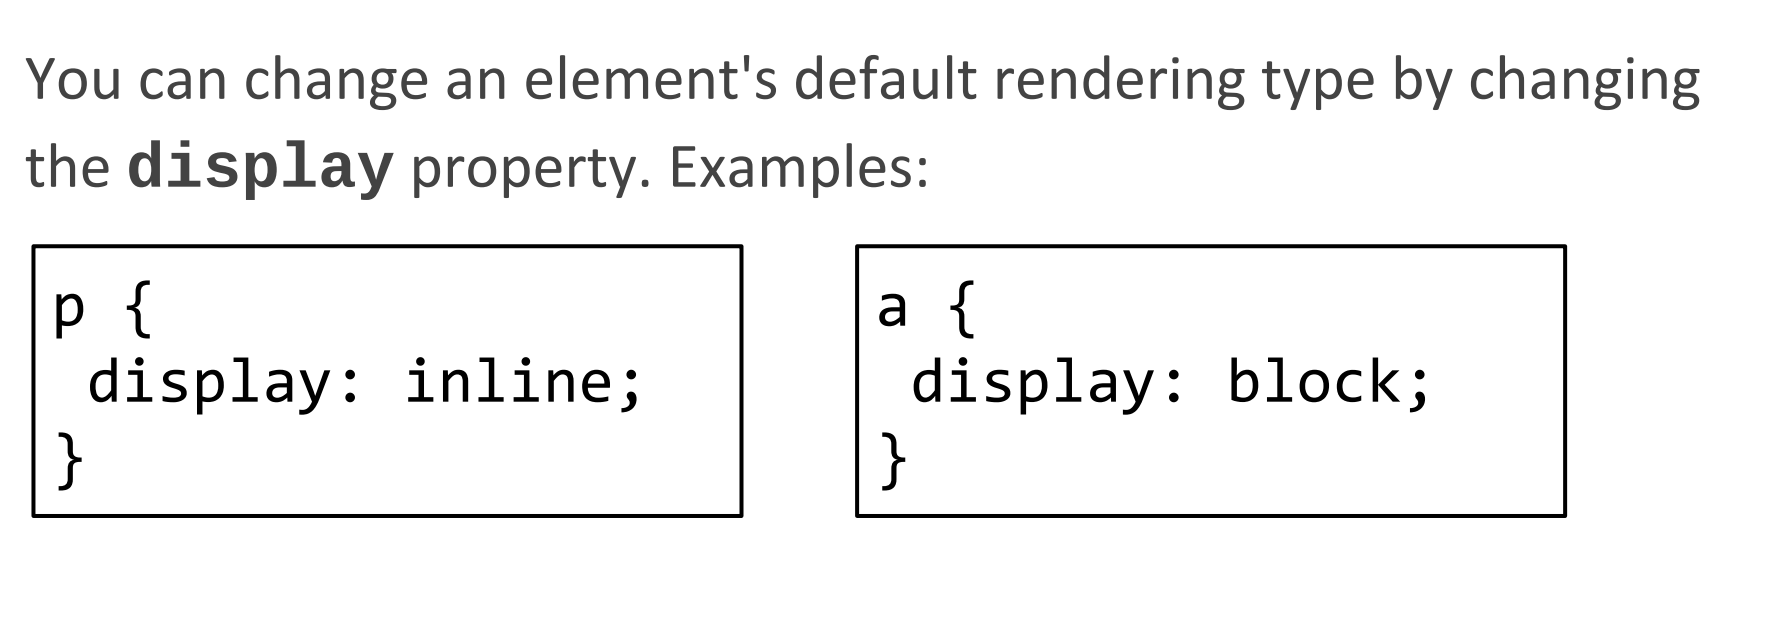 You can change an element's default rendering type by changing
the display property. Examples:
p {
 display: inline;
}
a {
 display: block;
}